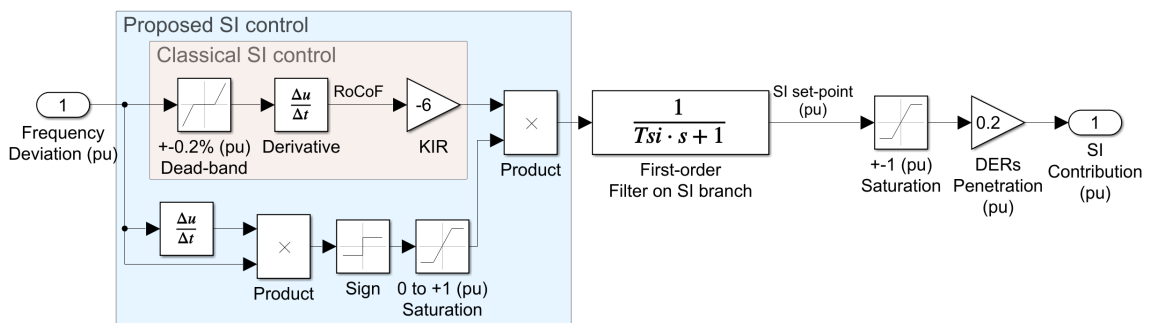 Proposed SI control
Classical SI control
1
Frequency
Deviation (pu)
+-0.2% (pu)
Dead-band
Δu
Δt
Derivative
RoCoF
-6
KIR
×
Product
1
Tsi · s + 1
First-order
Filter on SI branch
SI set-point
(pu)
+-1 (pu)
Saturation
0.2
DERs
Penetration
(pu)
1
SI
Contribution
(pu)
Δu
Δt
×
Product
Sign
0 to +1 (pu)
Saturation